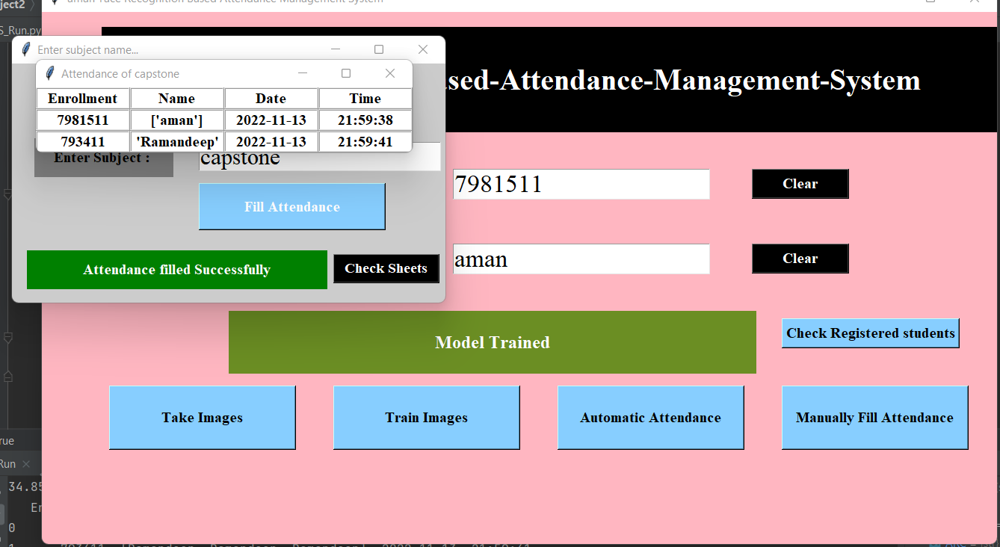 ject2
S_Run.py
aman-Face Recognition Based Attendance Management System
Enter subject name...
Attendance of capstone
Enrollment Name Date Time
7981511 ['aman'] 2022-11-13 21:59:38
793411 'Ramandeep' 2022-11-13 21:59:41
ased-Attendance-Management-System
Enter Subject : capstone
Fill Attendance
Attendance filled Successfully Check Sheets
7981511 Clear
aman Clear
Model Trained Check Registered students
Take Images Train Images Automatic Attendance Manually Fill Attendance
rue
Run
34.85
En
0